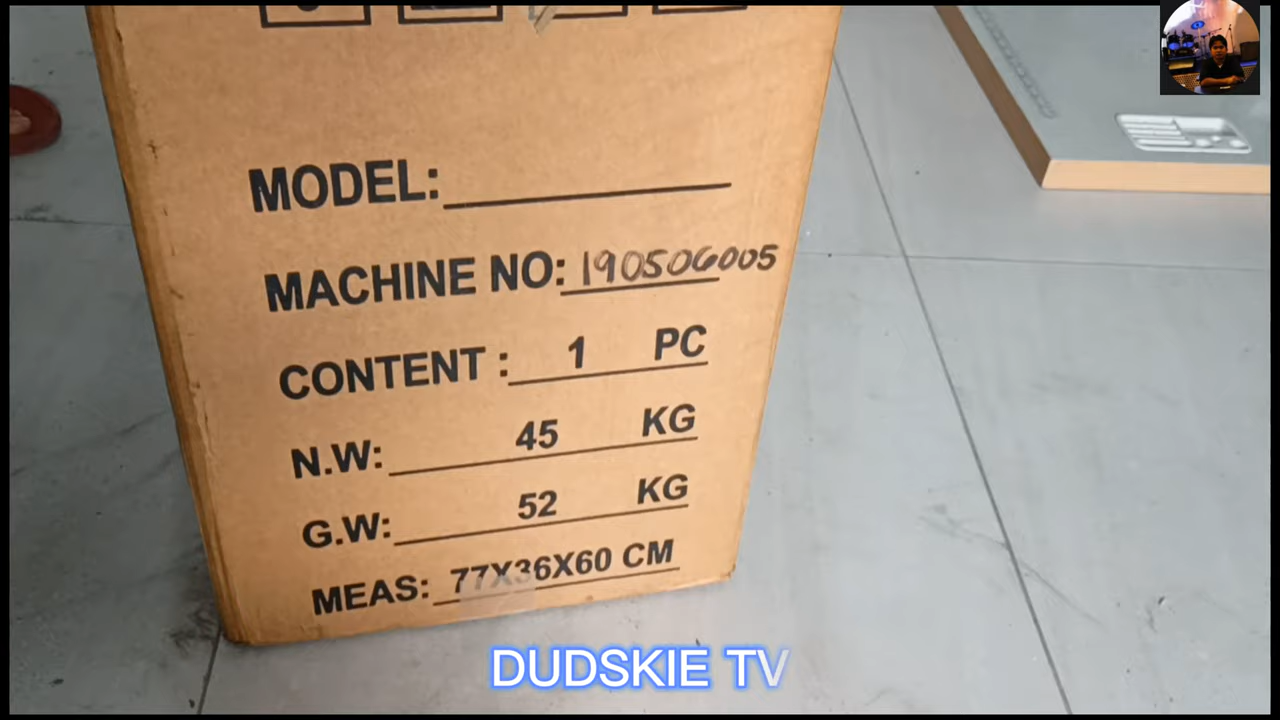 MODEL:
MACHINE NO: 190506005
CONTENT : 1 PC
N.W: 45 KG
G.W: 52 KG
MEAS: 77X36X60 CM
DUDSKIE TV